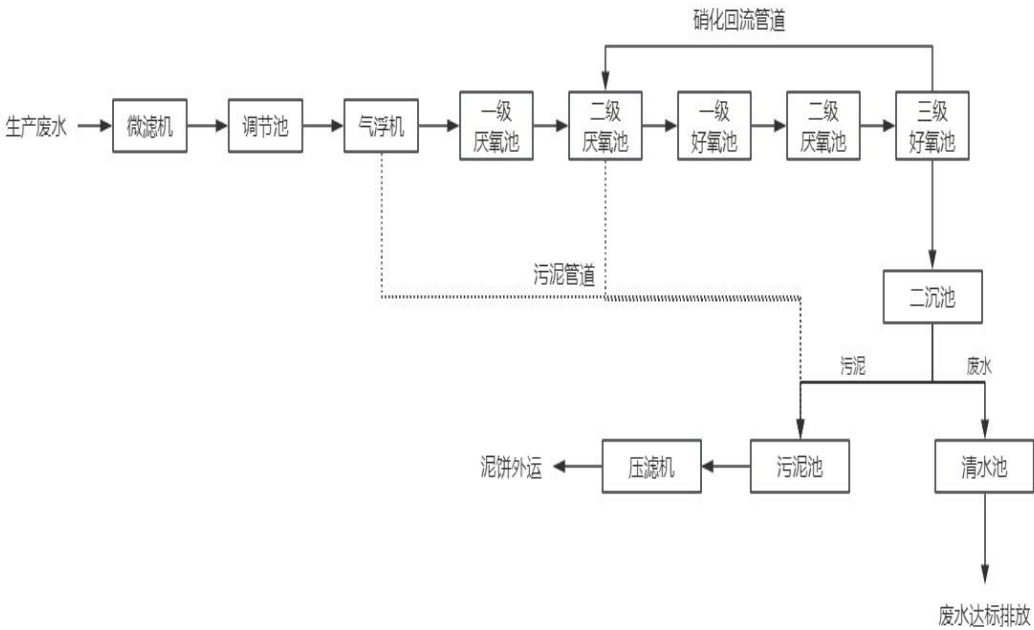 硝化回流管道
生产废水
微滤机
调节池
气浮机
一级
厌氧池
二级
厌氧池
一级
好氧池
二级
厌氧池
三级
好氧池
污泥管道
二沉池
污泥
废水
泥饼外运
压滤机
污泥池
清水池
废水达标排放